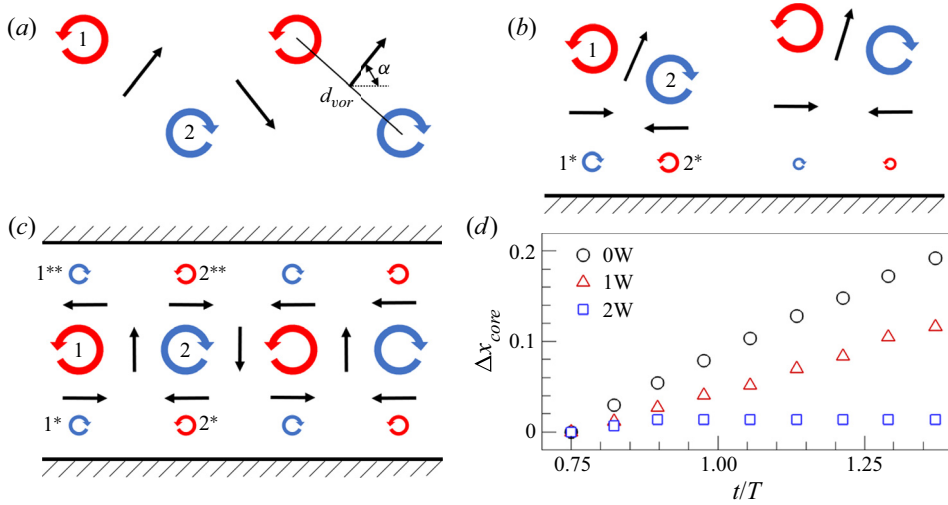 (a)
1
2
α
d_vor
(b)
1
2
1*
2*
(c)
1**
2**
1
2
1*
2*
(d)
0.2
0.1
0
Δx_core
0W
1W
2W
0.75
1.00
1.25
t/T